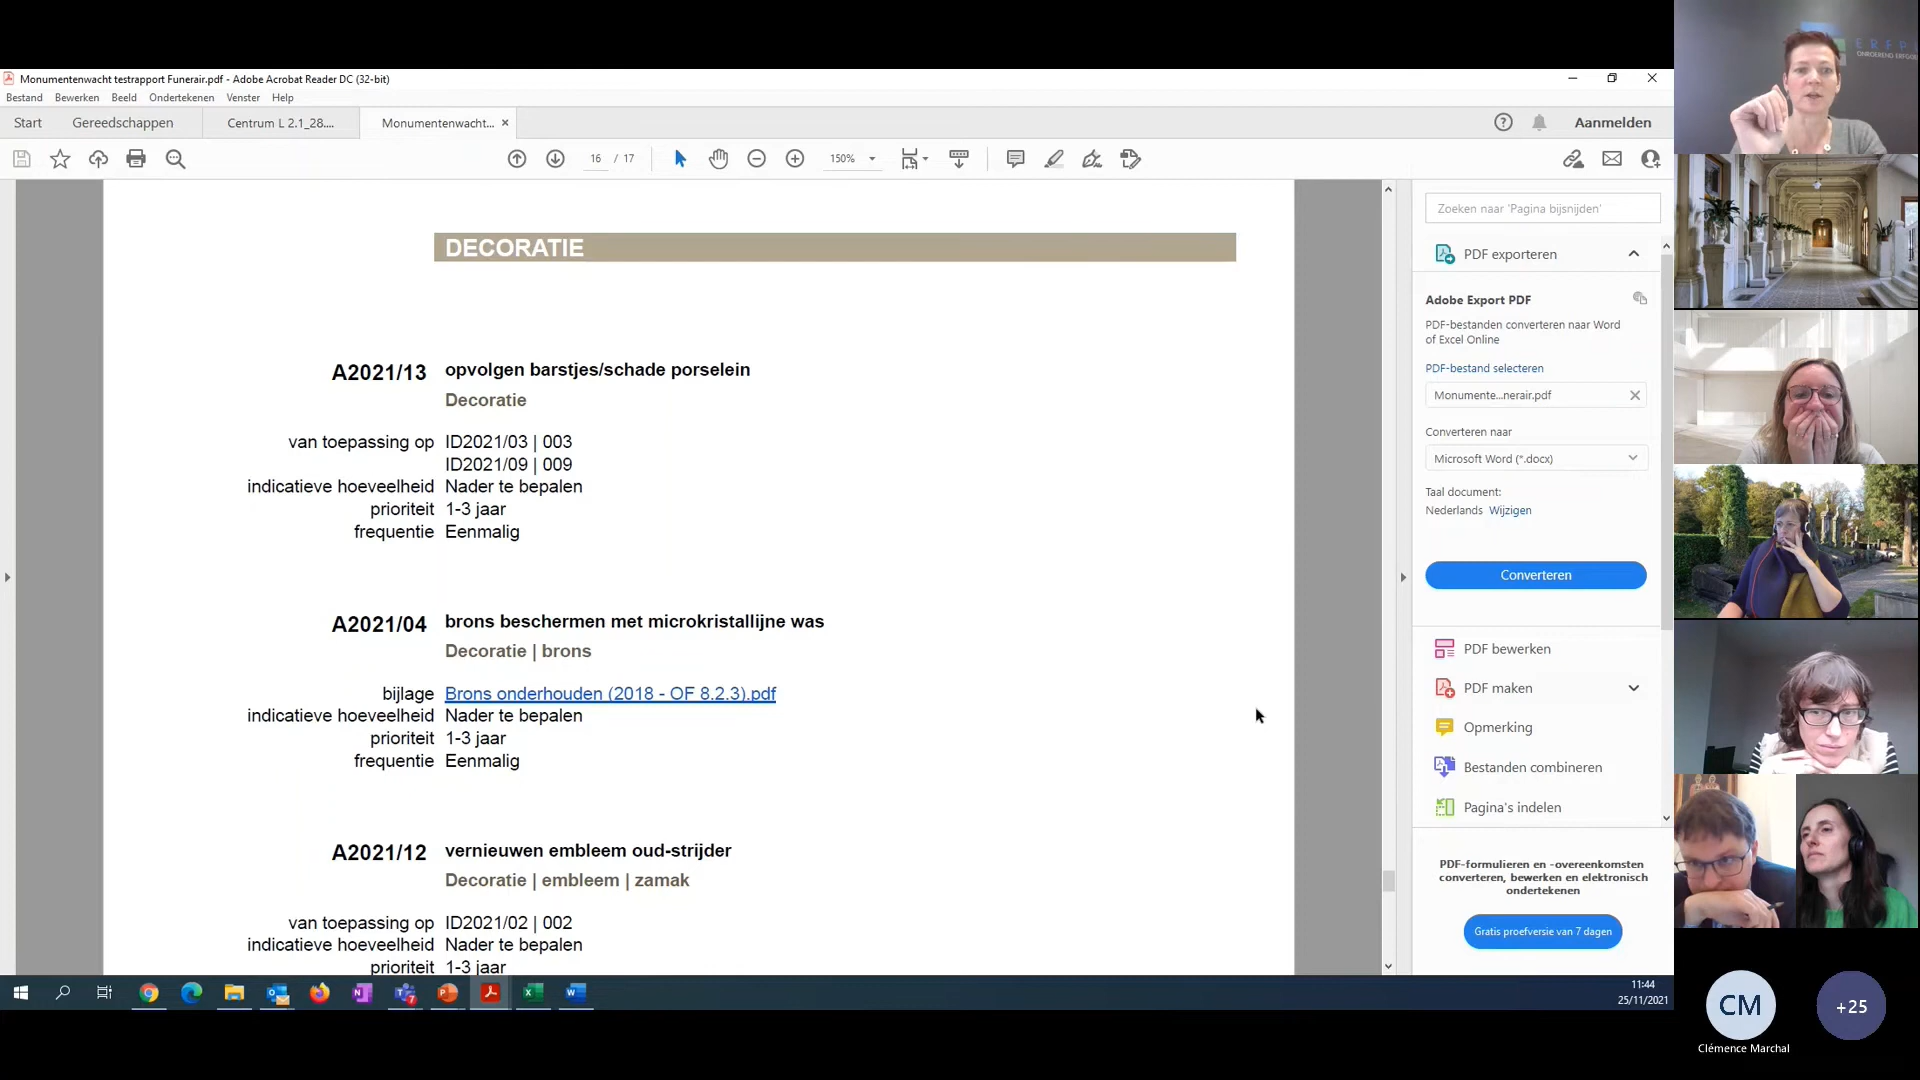 Monumentenwacht testrapport Funerair.pdf - Adobe Acrobat Reader DC (32-bit)
Bestand Bewerken Beeld Ondertekenen Venster Help
Start Gereedschappen Centrum L 2.1_28.... Monumentenwacht... × Aanmelden
16 / 17 150%
DECORATIE
A2021/13 opvolgen barstjes/schade porselein
Decoratie
van toepassing op ID2021/03 | 003
ID2021/09 | 009
indicatieve hoeveelheid Nader te bepalen
prioriteit 1-3 jaar
frequentie Eenmalig
A2021/04 brons beschermen met microkristallijne was
Decoratie | brons
bijlage Brons onderhouden (2018 - OF 8.2.3).pdf
indicatieve hoeveelheid Nader te bepalen
prioriteit 1-3 jaar
frequentie Eenmalig
A2021/12 vernieuwen embleem oud-strijder
Decoratie | embleem | zamak
van toepassing op ID2021/02 | 002
indicatieve hoeveelheid Nader te bepalen
prioriteit 1-3 jaar
Zoeken naar 'Pagina bijsnijden'
PDF exporteren
Adobe Export PDF
PDF-bestanden converteren naar Word
of Excel Online
PDF-bestand selecteren
Monumente...nerair.pdf
Converteren naar
Microsoft Word (*.docx)
Taal document:
Nederlands Wijzigen
Converteren
PDF bewerken
PDF maken
Opmerking
Bestanden combineren
Pagina's indelen
PDF-formulieren en -overeenkomsten
converteren, bewerken en elektronisch
ondertekenen
Gratis proefversie van 7 dagen
11:44
25/11/2021
CM
+25
Clémence Marchal